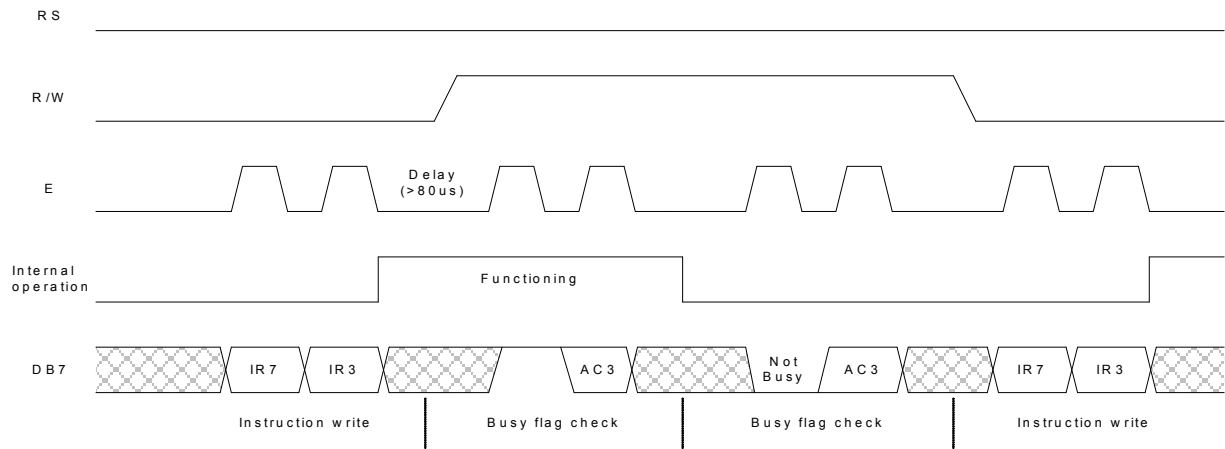 RS
R/W
E
Delay
(>80us)
Internal
operation
Functioning
DB7
IR7 IR3 AC3 Not Busy AC3 IR7 IR3
Instruction write Busy flag check Busy flag check Instruction write